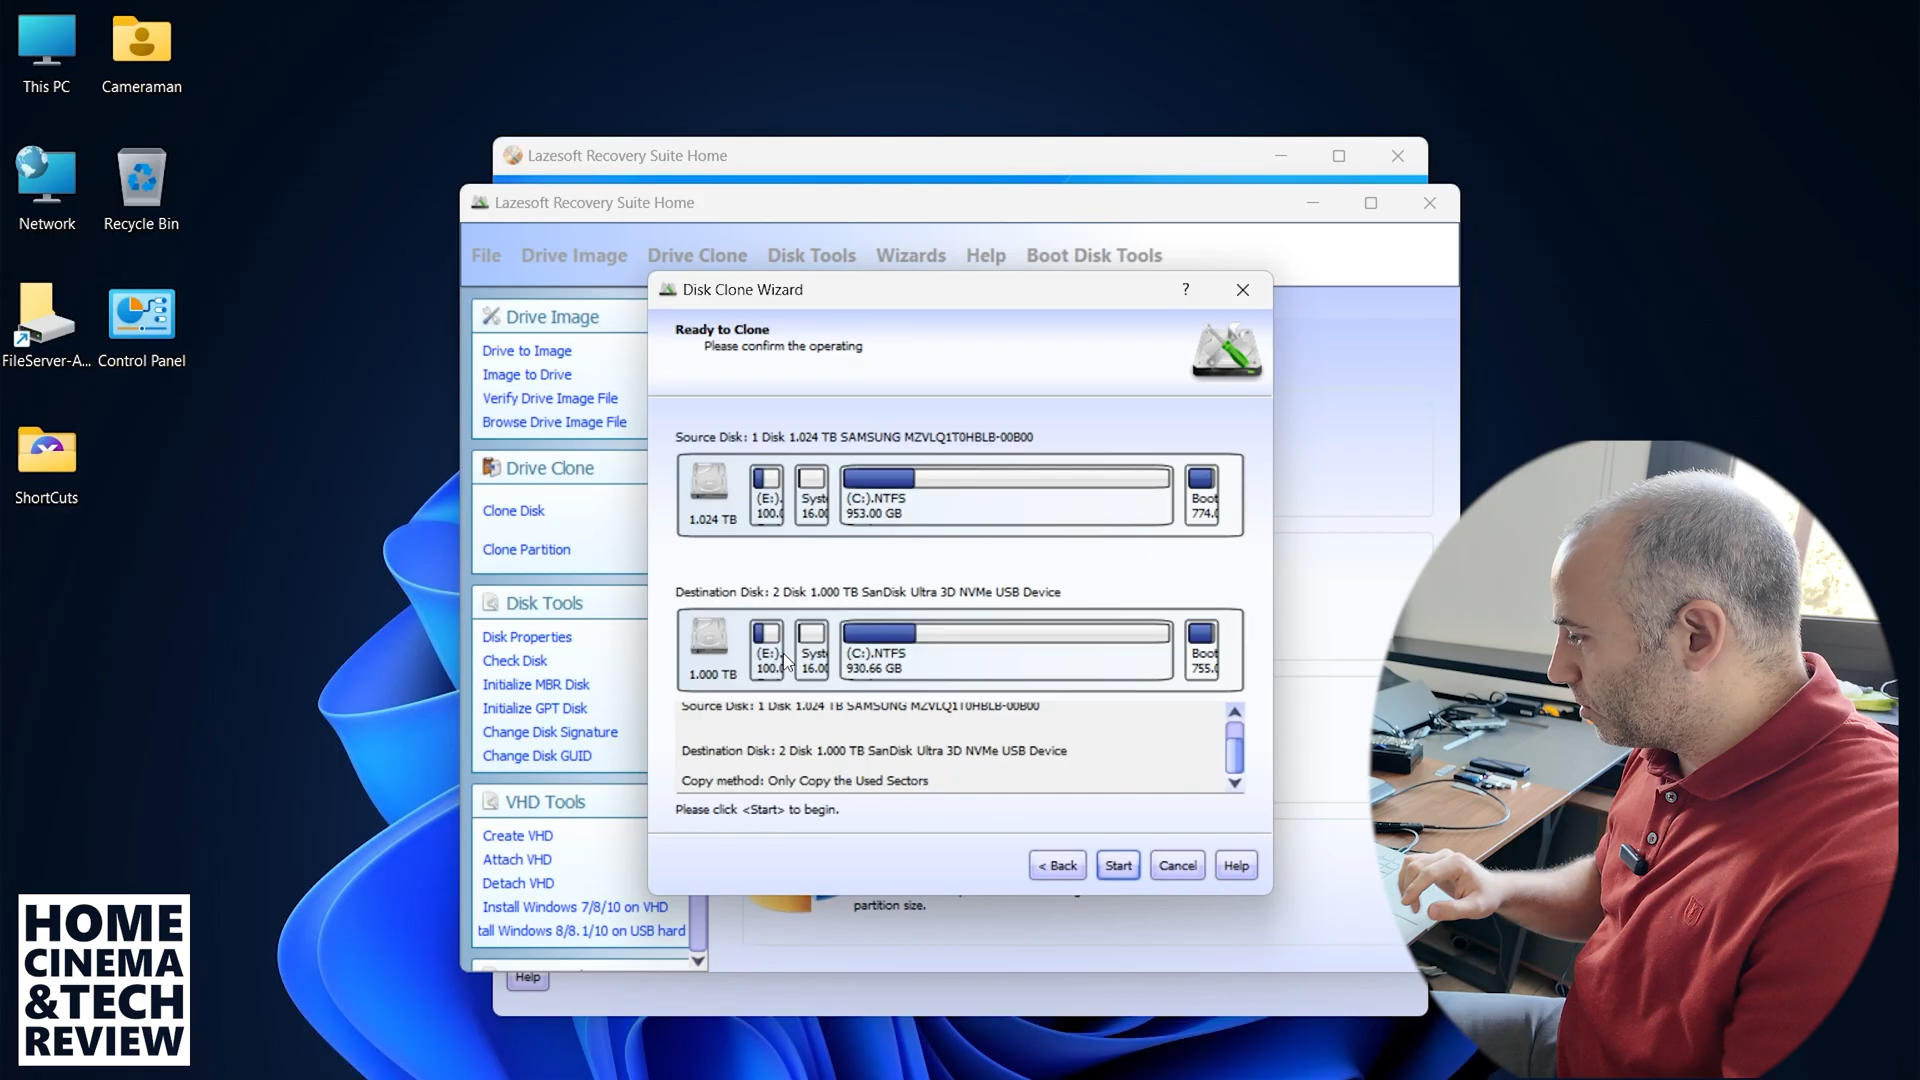 This PC
Cameraman
Network
Recycle Bin
FileServer-A...
Control Panel
ShortCuts
Lazesoft Recovery Suite Home
Lazesoft Recovery Suite Home
File Drive Image Drive Clone Disk Tools Wizards Help Boot Disk Tools
Drive Image
Drive to Image
Image to Drive
Verify Drive Image File
Browse Drive Image File
Drive Clone
Clone Disk
Clone Partition
Disk Tools
Disk Properties
Check Disk
Initialize MBR Disk
Initialize GPT Disk
Change Disk Signature
Change Disk GUID
VHD Tools
Create VHD
Attach VHD
Detach VHD
Install Windows 7/8/10 on VHD
tall Windows 8/8.1/10 on USB hard
Help
Disk Clone Wizard
?
Ready to Clone
Please confirm the operating
Source Disk: 1 Disk 1.024 TB SAMSUNG MZVLQ1T0HBLB-00B00
1.024 TB
(E:).
100.0
Syst
16.00
(C:).NTFS
953.00 GB
Boot
774.0
Destination Disk: 2 Disk 1.000 TB SanDisk Ultra 3D NVMe USB Device
1.000 TB
(E:).
100.0
Syst
16.00
(C:).NTFS
930.66 GB
Boot
755.0
Source Disk: 1 Disk 1.024 TB SAMSUNG MZVLQ1T0HBLB-00B00
Destination Disk: 2 Disk 1.000 TB SanDisk Ultra 3D NVMe USB Device
Copy method: Only Copy the Used Sectors
Please click <Start> to begin.
< Back
Start
Cancel
Help
partition size.
HOME
CINEMA
&TECH
REVIEW